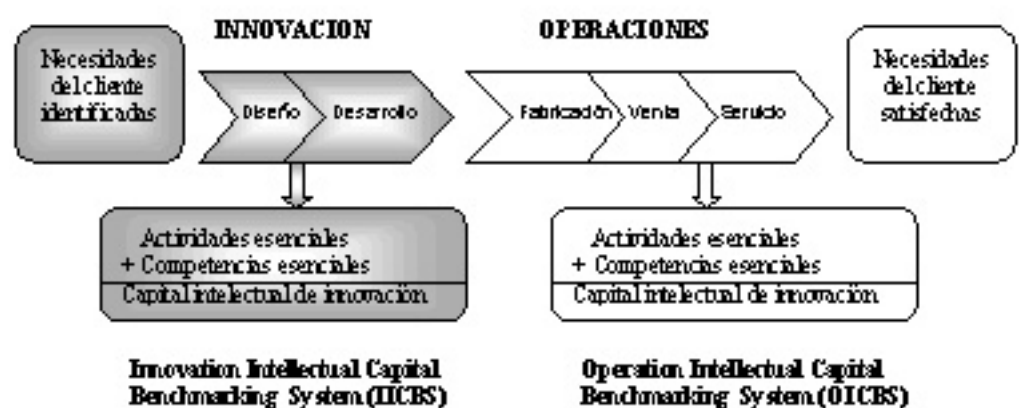 INNOVACION
OPERACIONES
Necesidades
del cliente
identificadas
Diseño
Desarrollo
Fabricación
Venta
Servicio
Necesidades
del cliente
satisfechas
Actividades esenciales
+ Competencias esenciales
Capital intelectual de innovación
Actividades esenciales
+ Competencias esenciales
Capital intelectual de innovación
Innovation Intellectual Capital
Benchmarking System (IICBS)
Operation Intellectual Capital
Benchmarking System (OICBS)